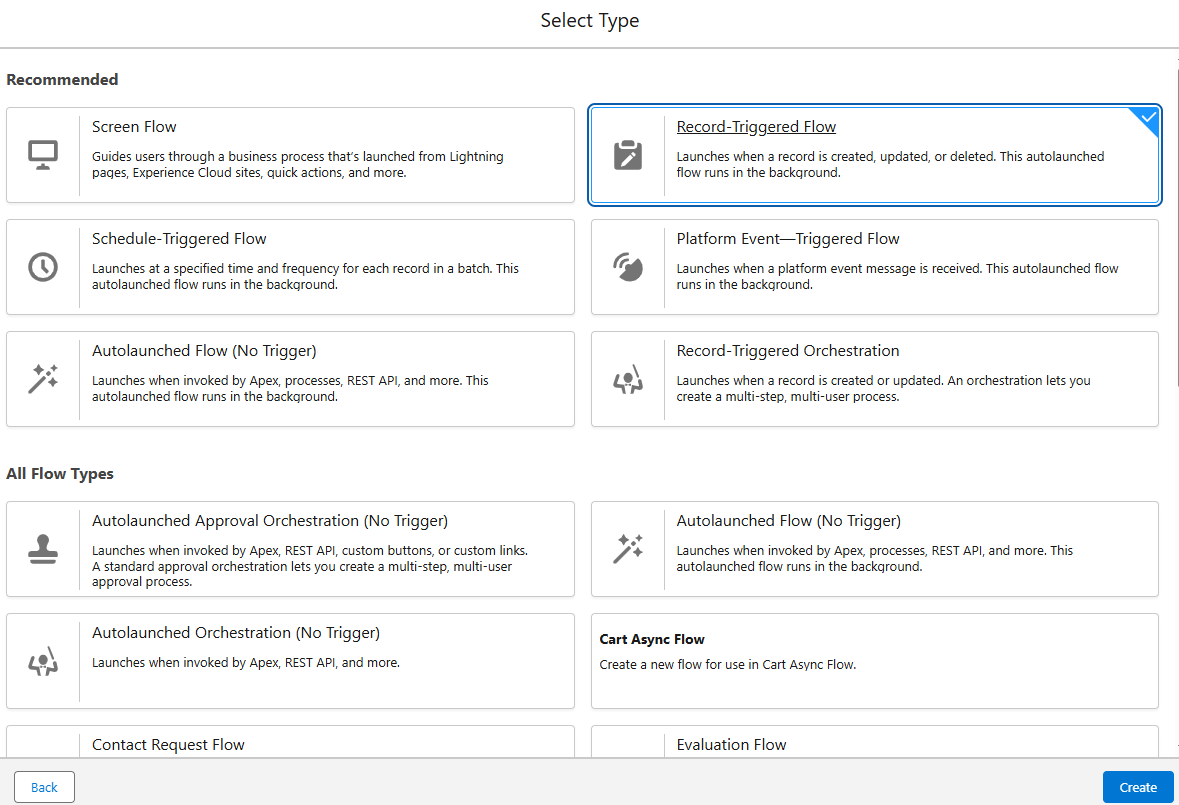 Select Type
Recommended
Screen Flow
Guides users through a business process that's launched from Lightning
pages, Experience Cloud sites, quick actions, and more.
Record-Triggered Flow
Launches when a record is created, updated, or deleted. This autolaunched
flow runs in the background.
Schedule-Triggered Flow
Launches at a specified time and frequency for each record in a batch. This
autolaunched flow runs in the background.
Platform Event—Triggered Flow
Launches when a platform event message is received. This autolaunched flow
runs in the background.
Autolaunched Flow (No Trigger)
Launches when invoked by Apex, processes, REST API, and more. This
autolaunched flow runs in the background.
Record-Triggered Orchestration
Launches when a record is created or updated. An orchestration lets you
create a multi-step, multi-user process.
All Flow Types
Autolaunched Approval Orchestration (No Trigger)
Launches when invoked by Apex, REST API, custom buttons, or custom links.
A standard approval orchestration lets you create a multi-step, multi-user
approval process.
Autolaunched Flow (No Trigger)
Launches when invoked by Apex, processes, REST API, and more. This
autolaunched flow runs in the background.
Autolaunched Orchestration (No Trigger)
Launches when invoked by Apex, REST API, and more.
Cart Async Flow
Create a new flow for use in Cart Async Flow.
Contact Request Flow
Evaluation Flow
Back
Create